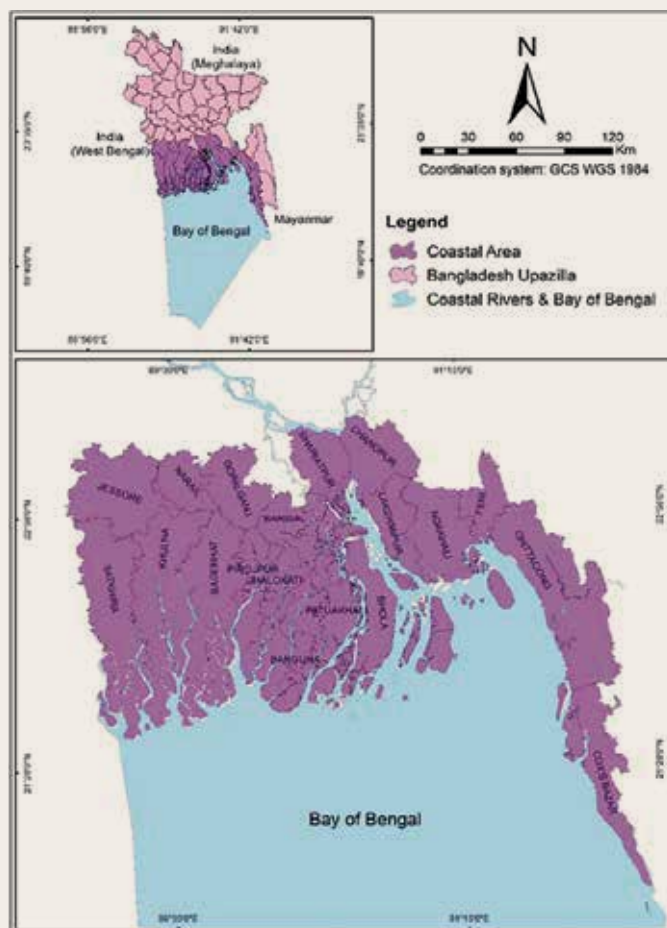 India
(Meghalaya)
India
(West Bengal)
Mayanmar
Bay of Bengal
N
0 30 60 90 120
Km
Coordination system: GCS WGS 1984
Legend
Coastal Area
Bangladesh Upazilla
Coastal Rivers & Bay of Bengal
SHARIATPUR
CHANDPUR
JESSORE
NARAIL
GOPALGANJ
BARISAL
LAKSHMIPUR
NOAKHALI
FENI
CHITTAGONG
SATKHIRA
KHULNA
BAGERHAT
PIROJPUR
JHALOKATI
PATUAKHALI
BHOLA
BARGUNA
COX'S BAZAR
Bay of Bengal